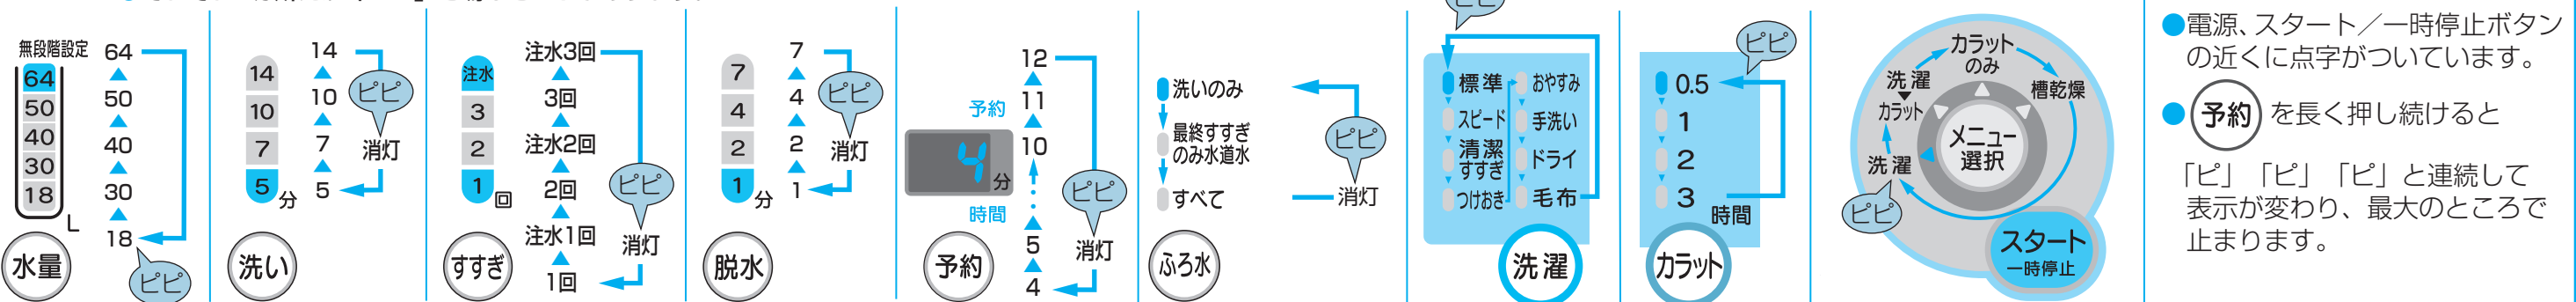 無段階設定
64
50
40
30
18
L
64
50
40
30
18
ピピ
水量
14
10
7
5
分
14
10
7
5
ピピ
消灯
洗い
注水
3
2
1
回
注水3回
3回
注水2回
2回
注水1回
1回
ピピ
消灯
すすぎ
7
4
2
1
分
7
4
2
1
ピピ
消灯
脱水
予約
4
分
時間
12
11
10
5
4
ピピ
消灯
予約
洗いのみ
最終すすぎ
のみ水道水
すべて
ピピ
消灯
ふろ水
ピピ
標準
スピード
清潔
すすぎ
つけおき
おやすみ
手洗い
ドライ
毛布
洗濯
ピピ
0.5
1
2
3
時間
カラット
カラット
のみ
洗濯
カラット
槽乾燥
洗濯
メニュー
選択
ピピ
スタート
一時停止
●電源、スタート／一時停止ボタン
の近くに点字がついています。
●予約を長く押し続けると
「ピ」「ピ」「ピ」と連続して
表示が変わり、最大のところで
止まります。